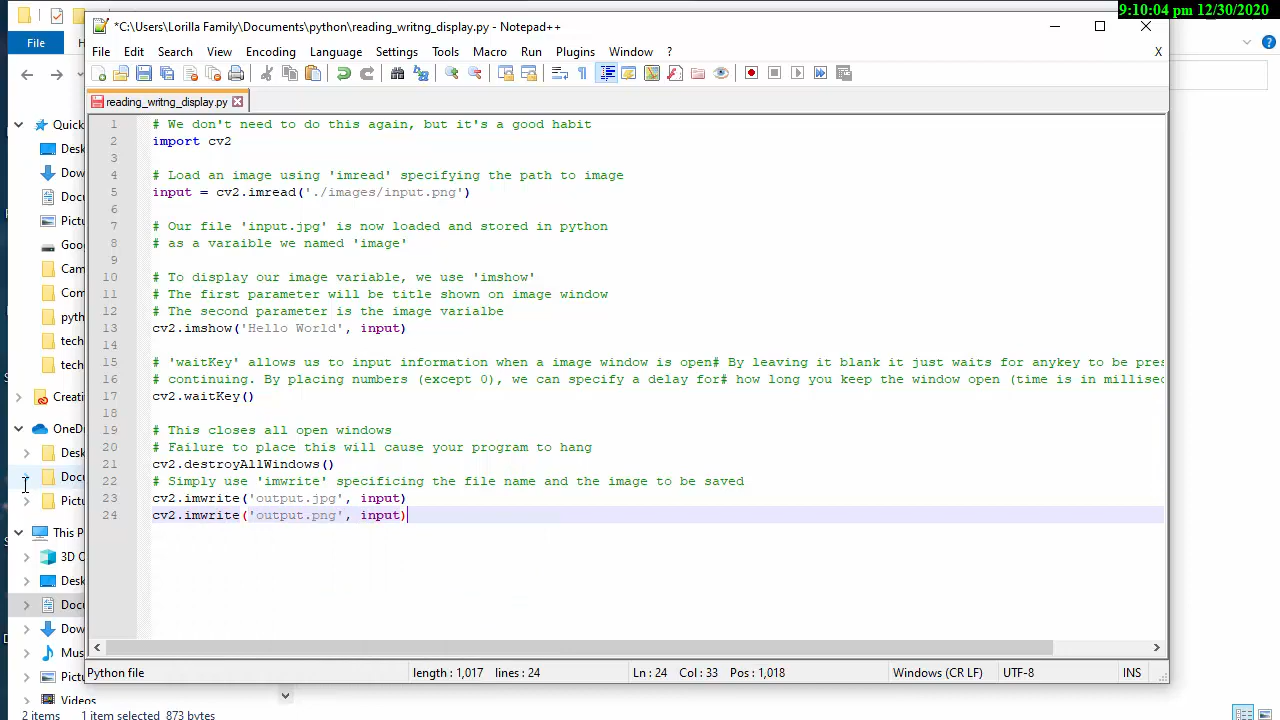 9:10:04 pm 12/30/2020
*C:\Users\Lorilla Family\Documents\python\reading_writng_display.py - Notepad++
File
File Edit Search View Encoding Language Settings Tools Macro Run Plugins Window ? X
reading_writng_display.py
1 # We don't need to do this again, but it's a good habit
2 import cv2
3
4 # Load an image using 'imread' specifying the path to image
5 input = cv2.imread('./images/input.png')
6
7 # Our file 'input.jpg' is now loaded and stored in python
8 # as a varaible we named 'image'
9
10 # To display our image variable, we use 'imshow'
11 # The first parameter will be title shown on image window
12 # The second parameter is the image varialbe
13 cv2.imshow('Hello World', input)
14
15 # 'waitKey' allows us to input information when a image window is open# By leaving it blank it just waits for anykey to be pres
16 # continuing. By placing numbers (except 0), we can specify a delay for# how long you keep the window open (time is in millisec
17 cv2.waitKey()
18
19 # This closes all open windows
20 # Failure to place this will cause your program to hang
21 cv2.destroyAllWindows()
22 # Simply use 'imwrite' specificing the file name and the image to be saved
23 cv2.imwrite('output.jpg', input)
24 cv2.imwrite('output.png', input)
Quick
Desk
Dow
Docu
Pictu
Goo
Cam
Com
pyth
tech
tech
Creati
OneDr
Desk
Docu
Pictu
This P
3D O
Desk
Docu
Dow
Musi
Pictu
Videos
Python file length : 1,017 lines : 24 Ln : 24 Col : 33 Pos : 1,018 Windows (CR LF) UTF-8 INS
2 items 1 item selected 873 bytes